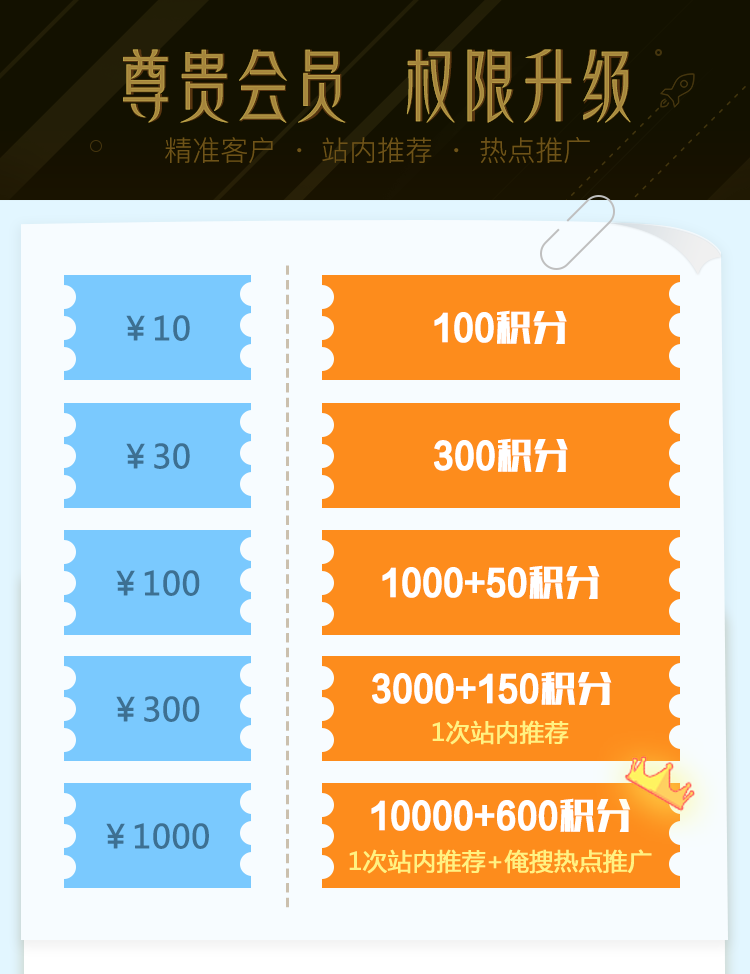 尊贵会员 权限升级
精准客户 · 站内推荐 · 热点推广
¥10
100积分
¥30
300积分
¥100
1000+50积分
¥300
3000+150积分
1次站内推荐
¥1000
10000+600积分
1次站内推荐+俺搜热点推广